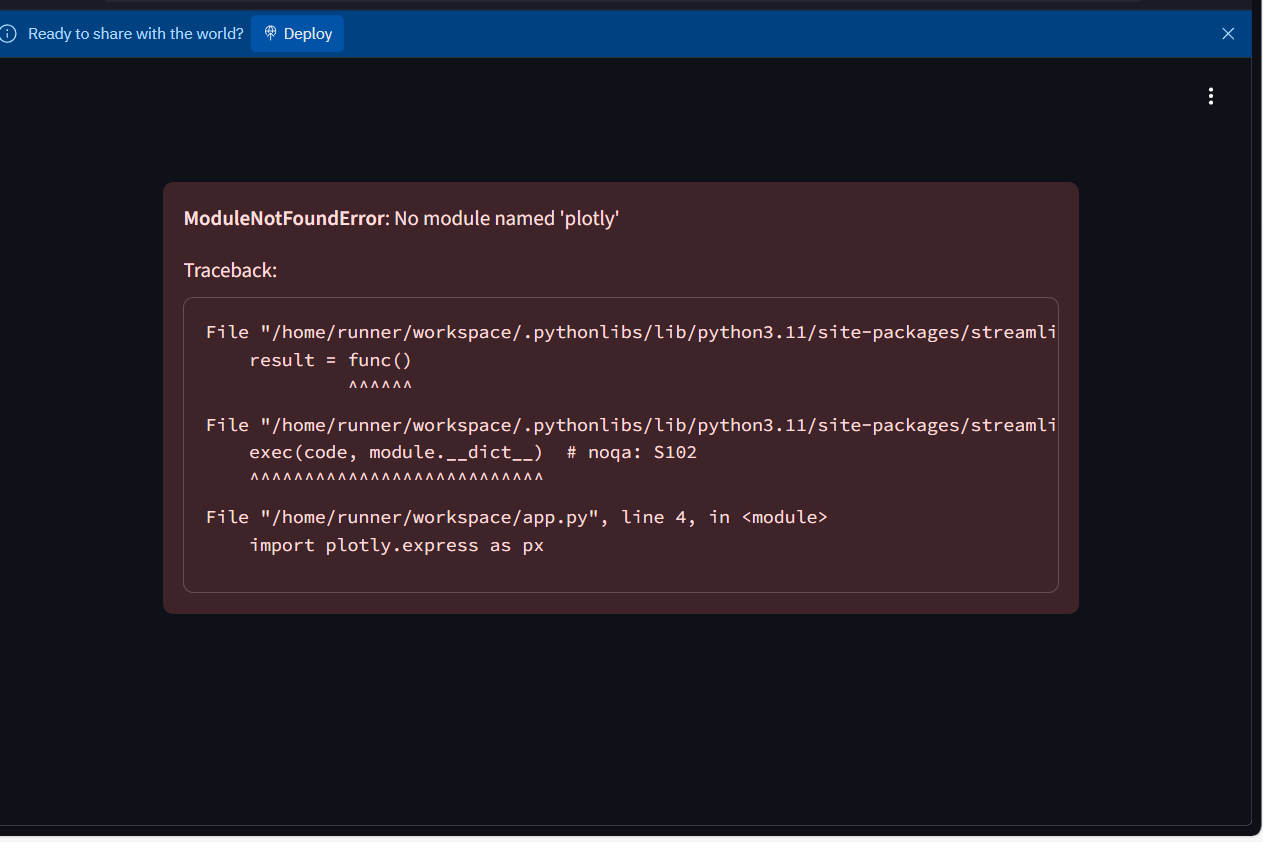 Ready to share with the world? Deploy
ModuleNotFoundError: No module named 'plotly'
Traceback:
File "/home/runner/workspace/.pythonlibs/lib/python3.11/site-packages/streamli
    result = func()
             ^^^^^^
File "/home/runner/workspace/.pythonlibs/lib/python3.11/site-packages/streamli
    exec(code, module.__dict__)  # noqa: S102
    ^^^^^^^^^^^^^^^^^^^^^^^^^^^
File "/home/runner/workspace/app.py", line 4, in <module>
    import plotly.express as px